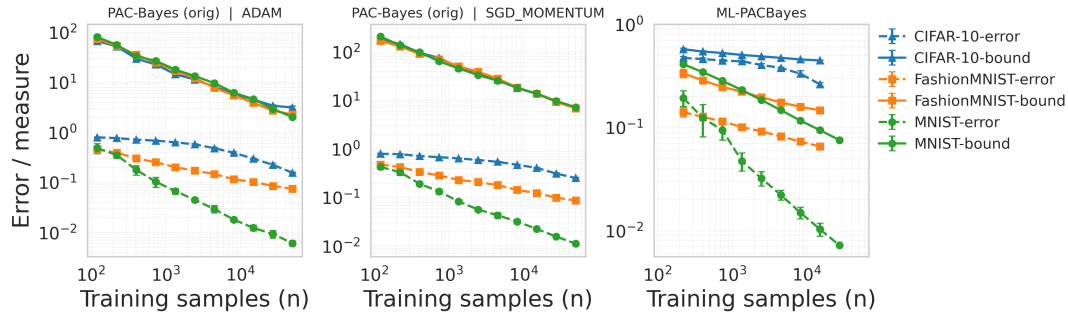 PAC-Bayes (orig) | ADAM
PAC-Bayes (orig) | SGD_MOMENTUM
ML-PACBayes
Error / measure
10²
10¹
10⁰
10⁻¹
10⁻²
10²
10³
10⁴
Training samples (n)
10²
10¹
10⁰
10⁻¹
10⁻²
10²
10³
10⁴
Training samples (n)
10⁰
10⁻¹
10⁻²
10²
10³
10⁴
Training samples (n)
CIFAR-10-error
CIFAR-10-bound
FashionMNIST-error
FashionMNIST-bound
MNIST-error
MNIST-bound